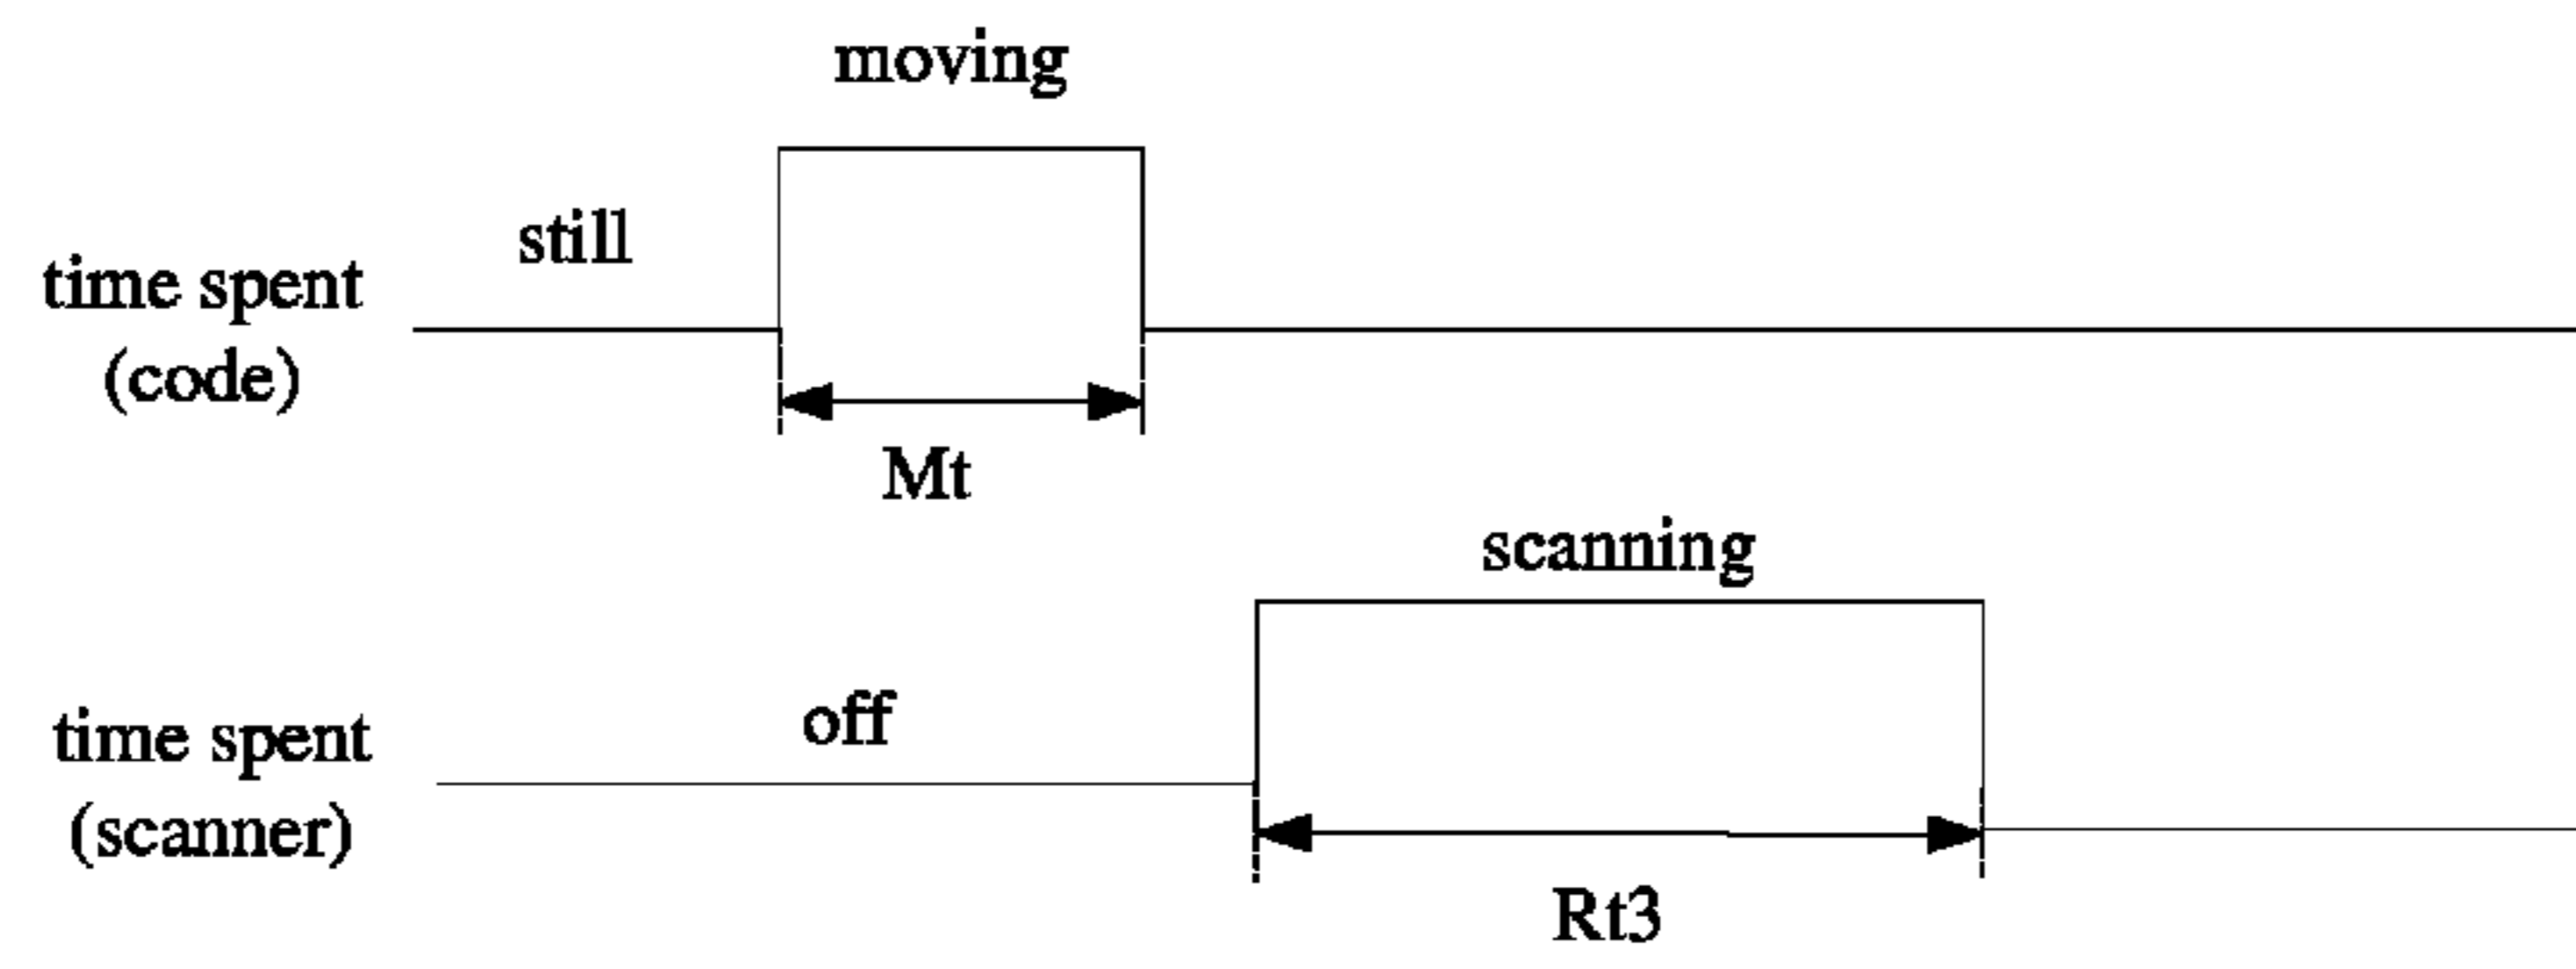 moving
still
time spent
(code)
Mt
scanning
off
time spent
(scanner)
Rt3